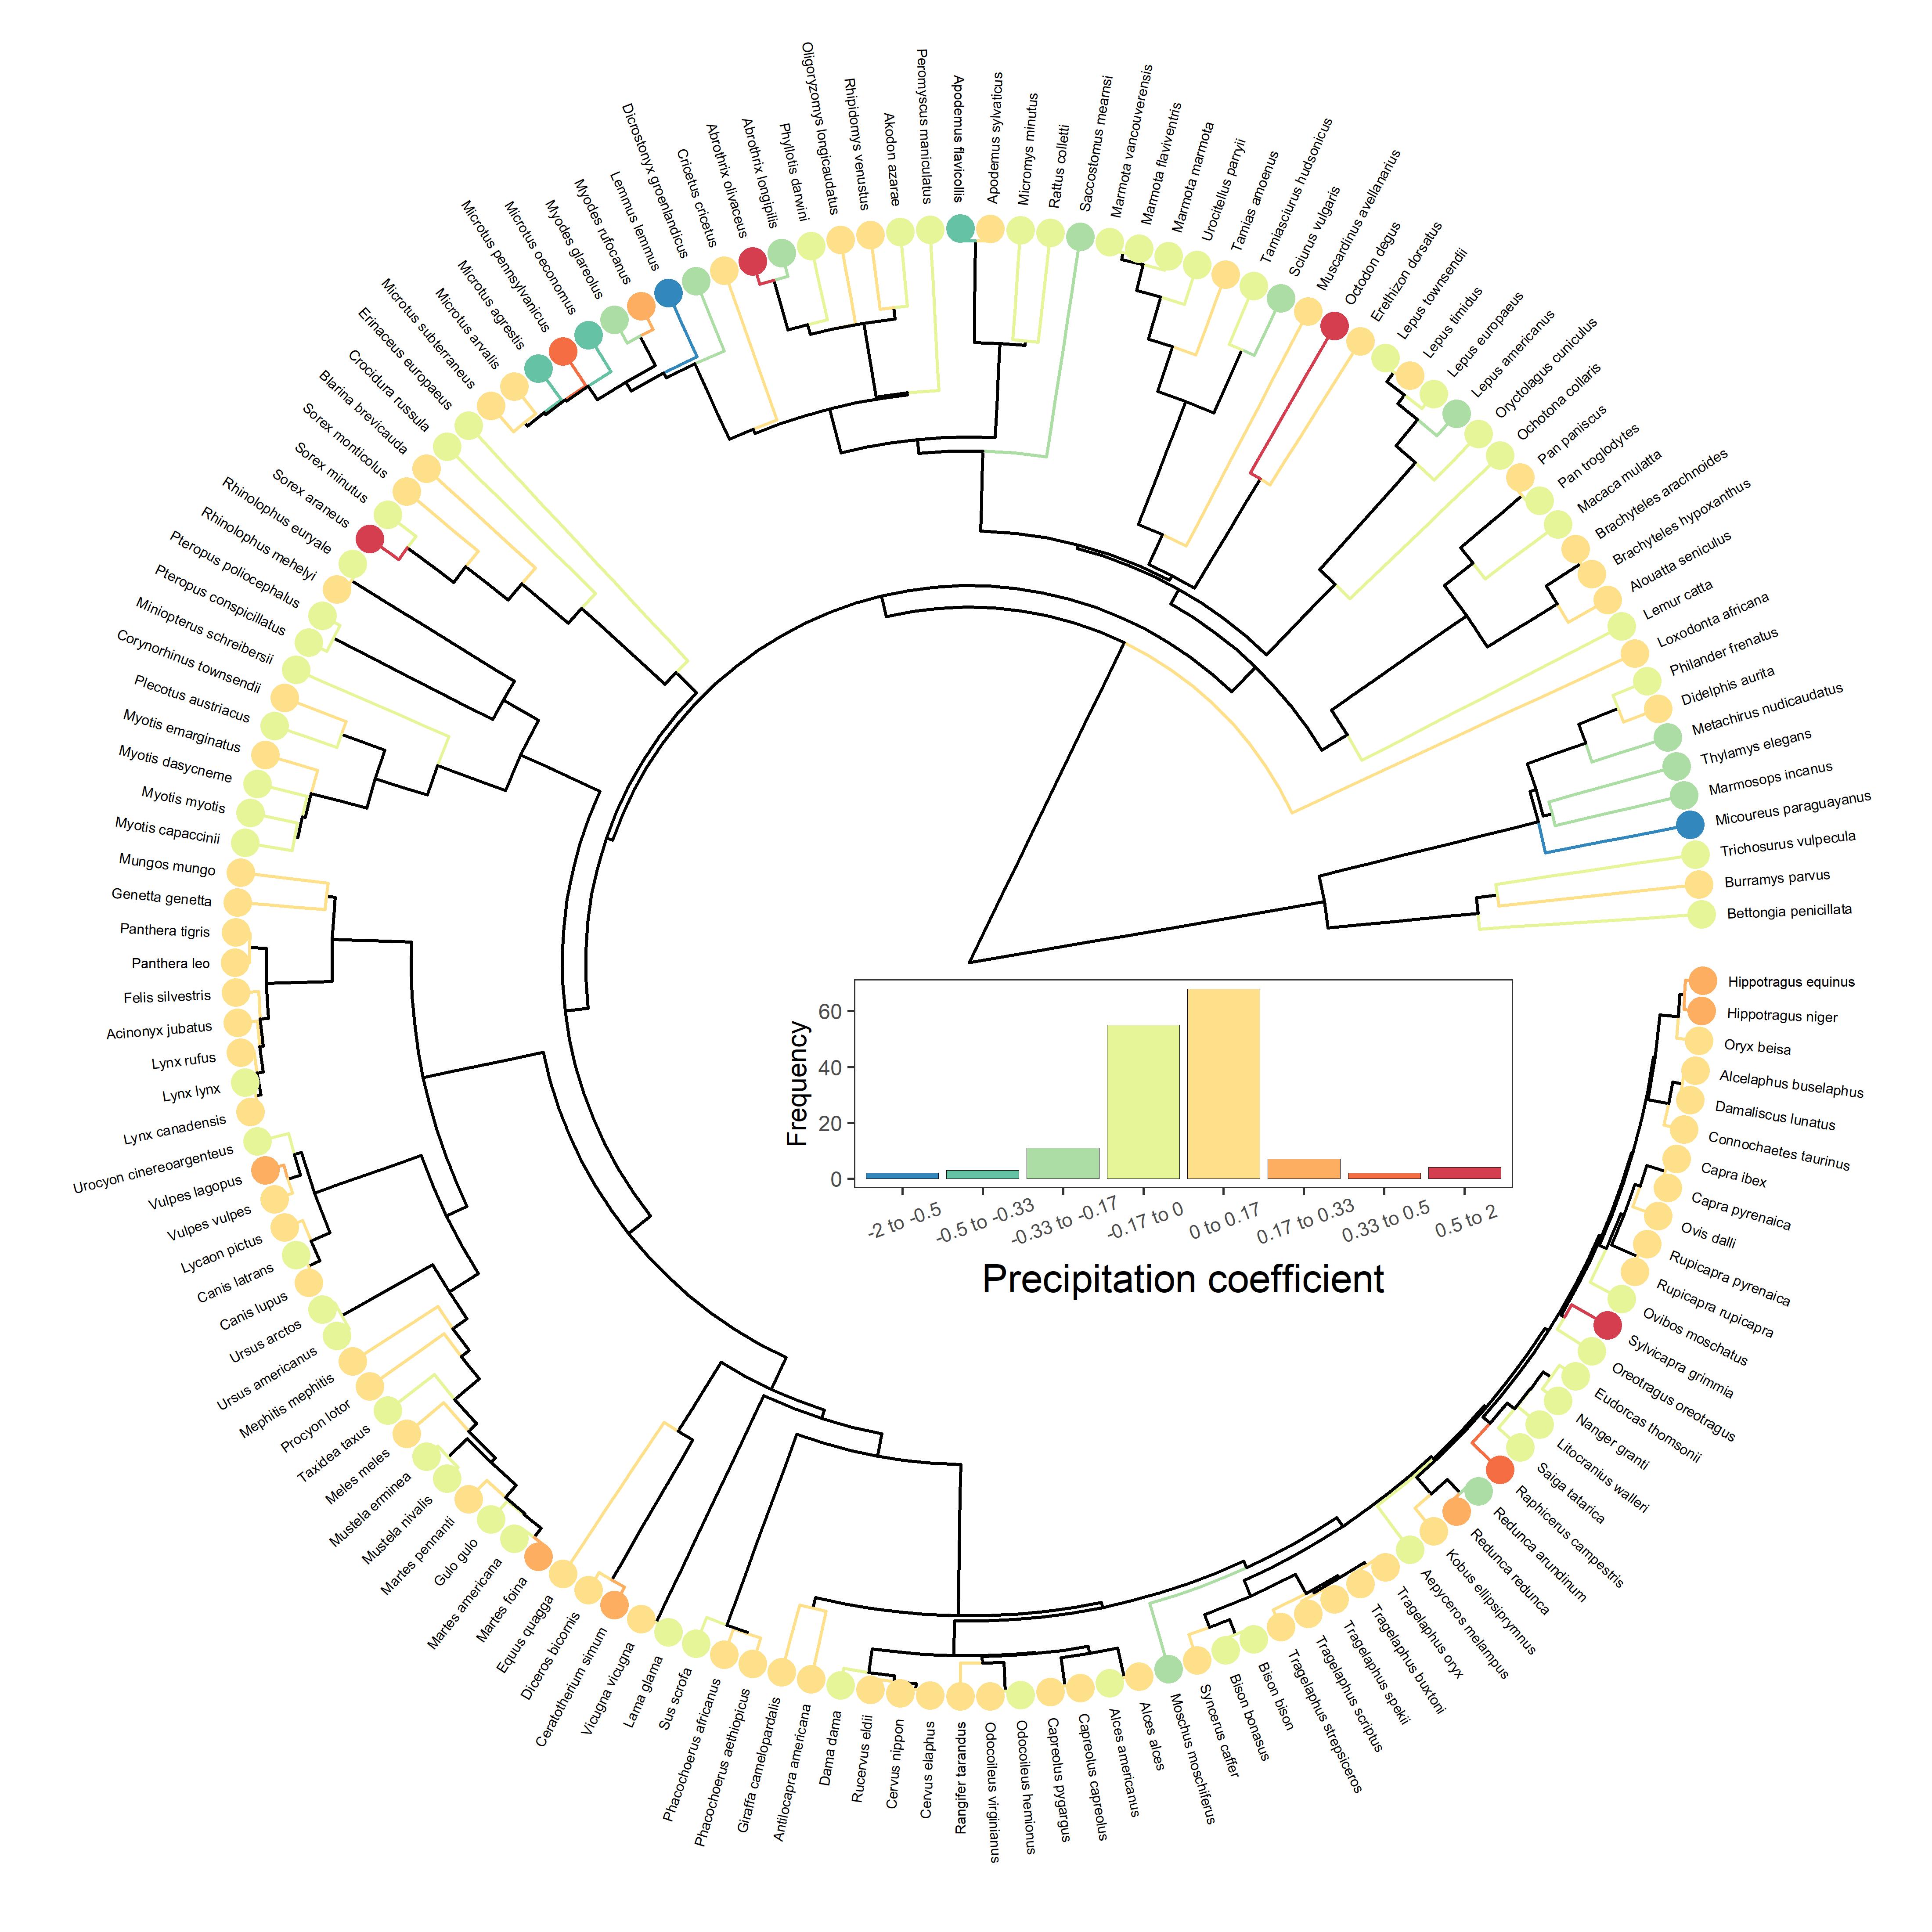 Hippotragus equinus
Hippotragus niger
Oryx beisa
Alcelaphus buselaphus
Damaliscus lunatus
Connochaetes taurinus
Capra ibex
Capra pyrenaica
Ovis dalli
Rupicapra pyrenaica
Rupicapra rupicapra
Ovibos moschatus
Sylvicapra grimmia
Oreotragus oreotragus
Eudorcas thomsonii
Nanger granti
Litocranius walleri
Saiga tatarica
Raphicerus campestris
Redunca arundinum
Redunca redunca
Kobus ellipsiprymnus
Aepyceros melampus
Tragelaphus oryx
Tragelaphus buxtoni
Tragelaphus spekii
Tragelaphus scriptus
Tragelaphus strepsiceros
Bison bison
Bison bonasus
Syncerus caffer
Moschus moschiferus
Alces alces
Alces americanus
Capreolus capreolus
Capreolus pygargus
Odocoileus hemionus
Odocoileus virginianus
Rangifer tarandus
Cervus elaphus
Cervus nippon
Rucervus eldii
Dama dama
Antilocapra americana
Giraffa camelopardalis
Phacochoerus aethiopicus
Phacochoerus africanus
Sus scrofa
Lama glama
Vicugna vicugna
Ceratotherium simum
Diceros bicornis
Equus quagga
Martes foina
Martes americana
Gulo gulo
Martes pennanti
Mustela nivalis
Mustela erminea
Meles meles
Taxidea taxus
Procyon lotor
Mephitis mephitis
Ursus americanus
Ursus arctos
Canis lupus
Canis latrans
Lycaon pictus
Vulpes vulpes
Vulpes lagopus
Urocyon cinereoargenteus
Lynx canadensis
Lynx lynx
Lynx rufus
Acinonyx jubatus
Felis silvestris
Panthera leo
Panthera tigris
Genetta genetta
Mungos mungo
Myotis capaccinii
Myotis myotis
Myotis dasycneme
Myotis emarginatus
Plecotus austriacus
Corynorhinus townsendii
Miniopterus schreibersii
Pteropus conspicillatus
Pteropus poliocephalus
Rhinolophus mehelyi
Rhinolophus euryale
Sorex araneus
Sorex minutus
Sorex monticolus
Blarina brevicauda
Crocidura russula
Erinaceus europaeus
Microtus subterraneus
Microtus arvalis
Microtus agrestis
Microtus pennsylvanicus
Microtus oeconomus
Myodes glareolus
Myodes rufocanus
Lemmus lemmus
Dicrostonyx groenlandicus
Cricetus cricetus
Abrothrix olivaceus
Abrothrix longipilis
Phyllotis darwini
Oligoryzomys longicaudatus
Rhipidomys venustus
Akodon azarae
Peromyscus maniculatus
Apodemus flavicollis
Apodemus sylvaticus
Micromys minutus
Rattus colletti
Saccostomus mearnsi
Marmota vancouverensis
Marmota flaviventris
Marmota marmota
Urocitellus parryii
Tamias amoenus
Tamiasciurus hudsonicus
Sciurus vulgaris
Muscardinus avellanarius
Octodon degus
Erethizon dorsatus
Lepus townsendii
Lepus timidus
Lepus europaeus
Lepus americanus
Oryctolagus cuniculus
Ochotona collaris
Pan paniscus
Pan troglodytes
Macaca mulatta
Brachyteles arachnoides
Brachyteles hypoxanthus
Alouatta seniculus
Lemur catta
Loxodonta africana
Philander frenatus
Didelphis aurita
Metachirus nudicaudatus
Thylamys elegans
Marmosops incanus
Micoureus paraguayanus
Trichosurus vulpecula
Burramys parvus
Bettongia penicillata
Frequency
60
40
20
0
-2 to -0.5
-0.5 to -0.33
-0.33 to -0.17
-0.17 to 0
0 to 0.17
0.17 to 0.33
0.33 to 0.5
0.5 to 2
Precipitation coefficient